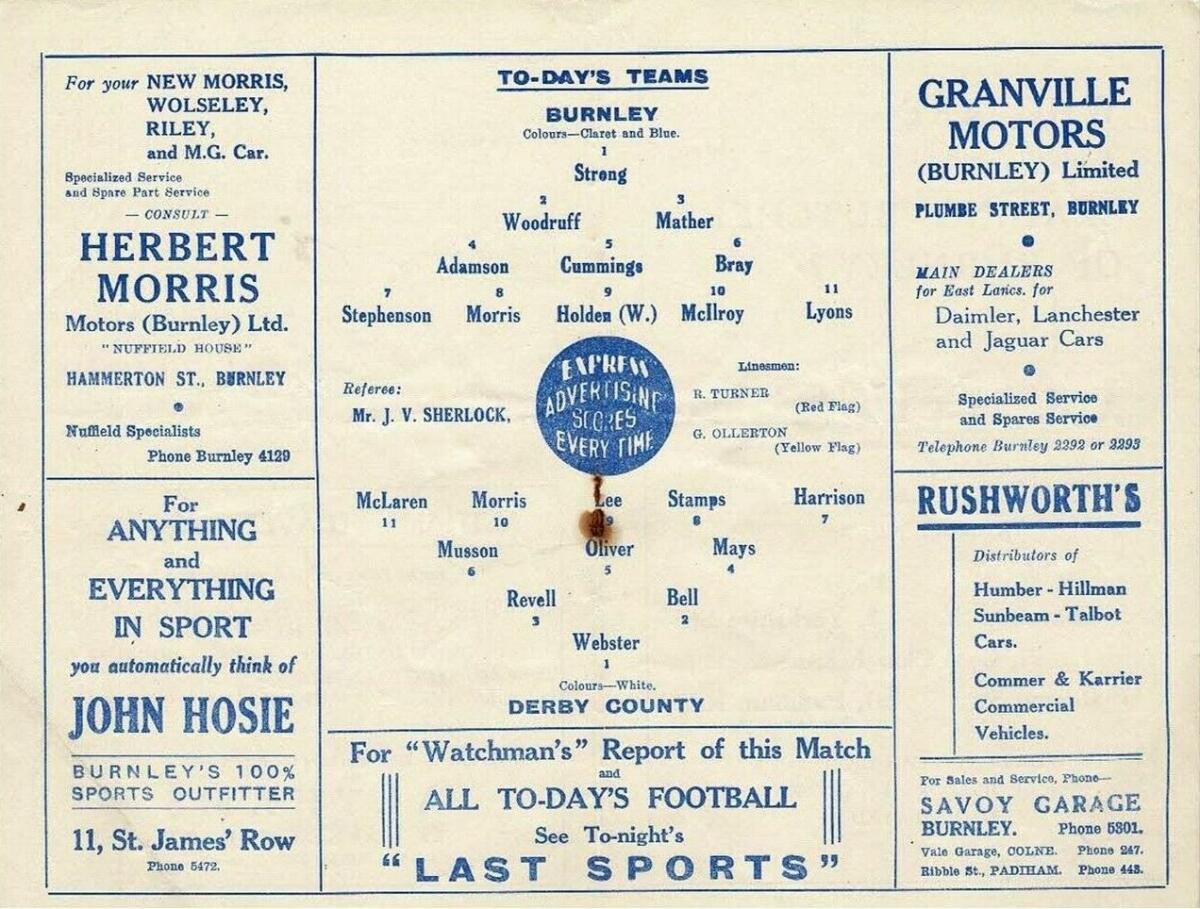 For your NEW MORRIS,
WOLSELEY,
RILEY,
and M.G. Car.
Specialized Service
and Spare Part Service
— CONSULT —
HERBERT
MORRIS
Motors (Burnley) Ltd.
"NUFFIELD HOUSE"
HAMMERTON ST., BURNLEY
Nuffield Specialists
Phone Burnley 4129
For
ANYTHING
and
EVERYTHING
IN SPORT
you automatically think of
JOHN HOSIE
BURNLEY'S 100%
SPORTS OUTFITTER
11, St. James' Row
Phone 5472.
TO-DAY'S TEAMS
BURNLEY
Colours—Claret and Blue.
1
Strong
2 3
Woodruff Mather
4 5 6
Adamson Cummings Bray
7 8 9 10 11
Stephenson Morris Holden (W.) McIlroy Lyons
Referee:
Mr. J. V. SHERLOCK,
"EXPRESS"
ADVERTISING
SCORES
EVERY TIME
Linesmen:
R. TURNER
(Red Flag)
G. OLLERTON
(Yellow Flag)
McLaren Morris Lee Stamps Harrison
11 10 9 8 7
Musson Oliver Mays
6 5 4
Revell Bell
3 2
Webster
1
Colours—White.
DERBY COUNTY
For "Watchman's" Report of this Match
and
ALL TO-DAY'S FOOTBALL
See To-night's
"LAST SPORTS"
GRANVILLE
MOTORS
(BURNLEY) Limited
PLUMBE STREET, BURNLEY
MAIN DEALERS
for East Lancs. for
Daimler, Lanchester
and Jaguar Cars
Specialized Service
and Spares Service
Telephone Burnley 2292 or 2293
RUSHWORTH'S
Distributors of
Humber - Hillman
Sunbeam - Talbot
Cars.
Commer & Karrier
Commercial
Vehicles.
For Sales and Service, Phone—
SAVOY GARAGE
BURNLEY. Phone 5301.
Vale Garage, COLNE. Phone 247.
Ribble St., PADIHAM. Phone 443.